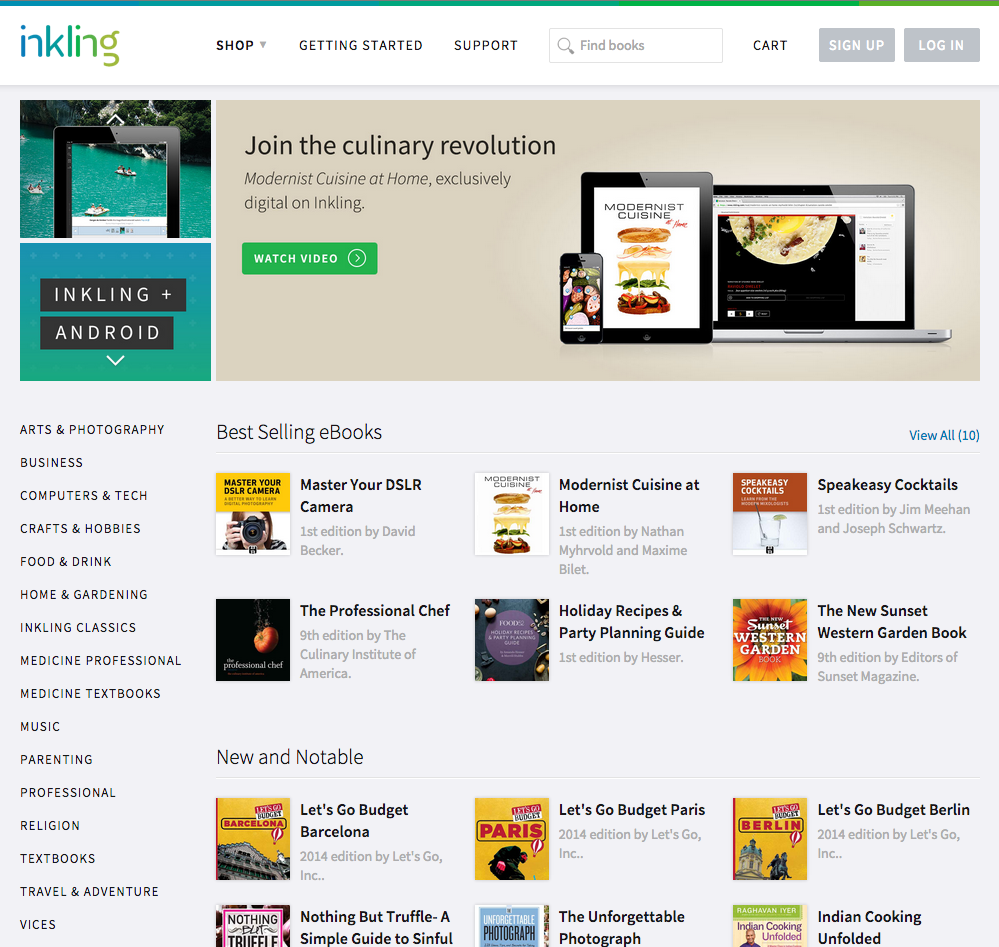 inkling
SHOP ▼
GETTING STARTED
SUPPORT
Find books
CART
SIGN UP
LOG IN
INKLING +
ANDROID
Join the culinary revolution
Modernist Cuisine at Home, exclusively
digital on Inkling.
WATCH VIDEO
MODERNIST
CUISINE
at Home
ARTS & PHOTOGRAPHY
BUSINESS
COMPUTERS & TECH
CRAFTS & HOBBIES
FOOD & DRINK
HOME & GARDENING
INKLING CLASSICS
MEDICINE PROFESSIONAL
MEDICINE TEXTBOOKS
MUSIC
PARENTING
PROFESSIONAL
RELIGION
TEXTBOOKS
TRAVEL & ADVENTURE
VICES
Best Selling eBooks
View All (10)
MASTER YOUR
DSLR CAMERA
A BETTER WAY TO LEARN
DIGITAL PHOTOGRAPHY
Master Your DSLR
Camera
1st edition by David
Becker.
MODERNIST
CUISINE
at Home
Modernist Cuisine at
Home
1st edition by Nathan
Myhrvold and Maxime
Bilet.
SPEAKEASY
COCKTAILS
LEARN FROM THE
MODERN MIXOLOGISTS
Speakeasy Cocktails
1st edition by Jim Meehan
and Joseph Schwartz.
the
professional chef
The Professional Chef
9th edition by The
Culinary Institute of
America.
FOOD52
HOLIDAY RECIPES
& PARTY PLANNING
GUIDE
Holiday Recipes &
Party Planning Guide
1st edition by Hesser.
THE NEW
Sunset
WESTERN
GARDEN
BOOK
The New Sunset
Western Garden Book
9th edition by Editors of
Sunset Magazine.
New and Notable
LET'S GO
BUDGET
BARCELONA
Let's Go Budget
Barcelona
2014 edition by Let's Go,
Inc..
LET'S GO
BUDGET
PARIS
Let's Go Budget Paris
2014 edition by Let's Go,
Inc..
LET'S GO
BUDGET
BERLIN
Let's Go Budget Berlin
2014 edition by Let's Go,
Inc..
NOTHING
BUT
TRUFFLE
Nothing But Truffle- A
Simple Guide to Sinful
UNFORGETTABLE
PHOTOGRAPH
The Unforgettable
Photograph
RAGHAVAN IYER
Indian Cooking
Unfolded
Indian Cooking
Unfolded